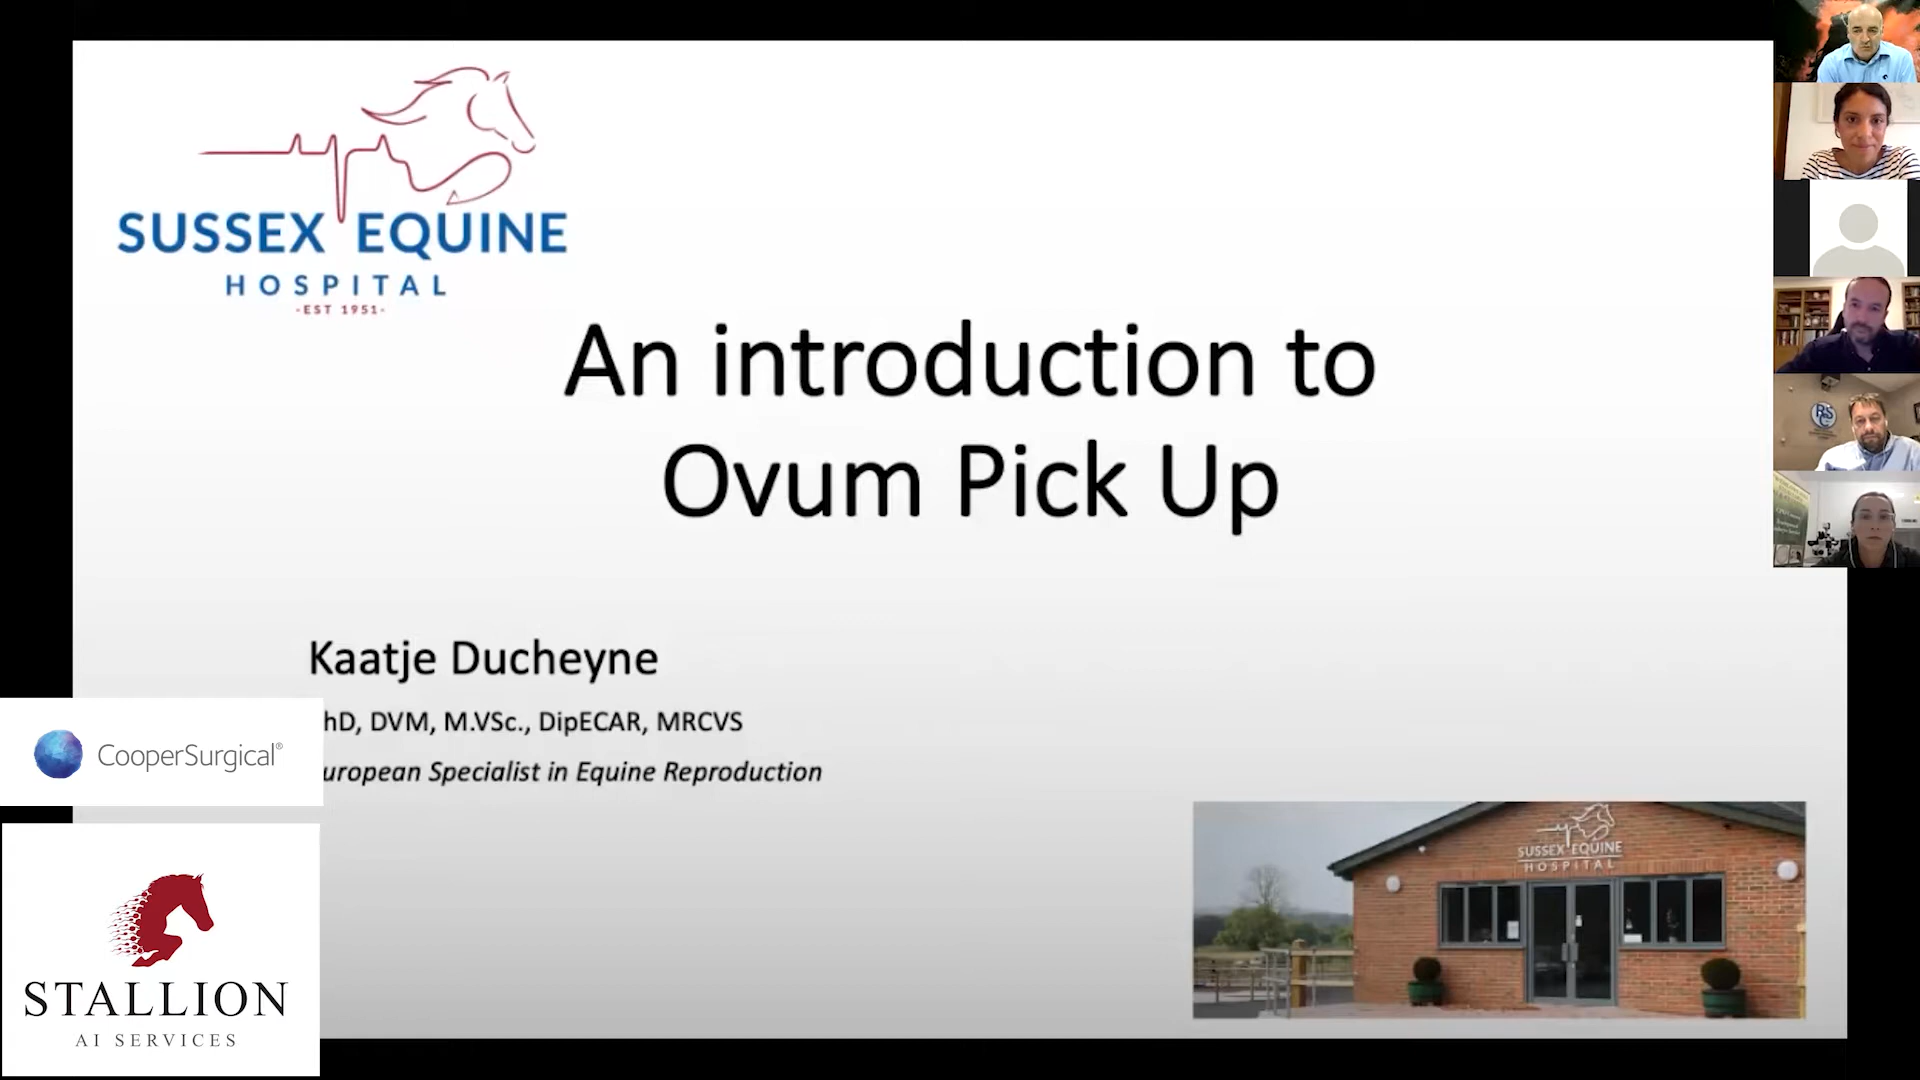 SUSSEX EQUINE
HOSPITAL
-EST 1951-
An introduction to
Ovum Pick Up
Kaatje Ducheyne
hD, DVM, M.VSc., DipECAR, MRCVS
uropean Specialist in Equine Reproduction
CooperSurgical®
STALLION
AI SERVICES
SUSSEX EQUINE
HOSPITAL
RSC